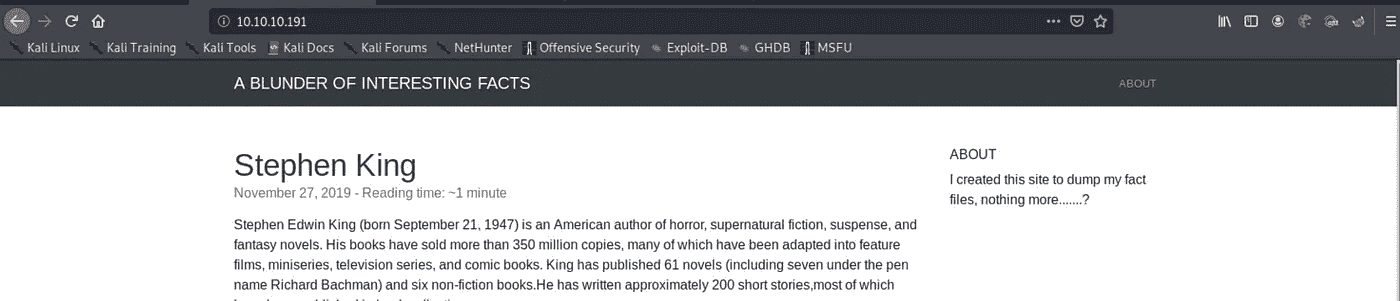 10.10.10.191
Kali Linux Kali Training Kali Tools Kali Docs Kali Forums NetHunter Offensive Security Exploit-DB GHDB MSFU
A BLUNDER OF INTERESTING FACTS ABOUT
Stephen King
November 27, 2019 - Reading time: ~1 minute
Stephen Edwin King (born September 21, 1947) is an American author of horror, supernatural fiction, suspense, and
fantasy novels. His books have sold more than 350 million copies, many of which have been adapted into feature
films, miniseries, television series, and comic books. King has published 61 novels (including seven under the pen
name Richard Bachman) and six non-fiction books.He has written approximately 200 short stories,most of which
ABOUT
I created this site to dump my fact
files, nothing more.......?